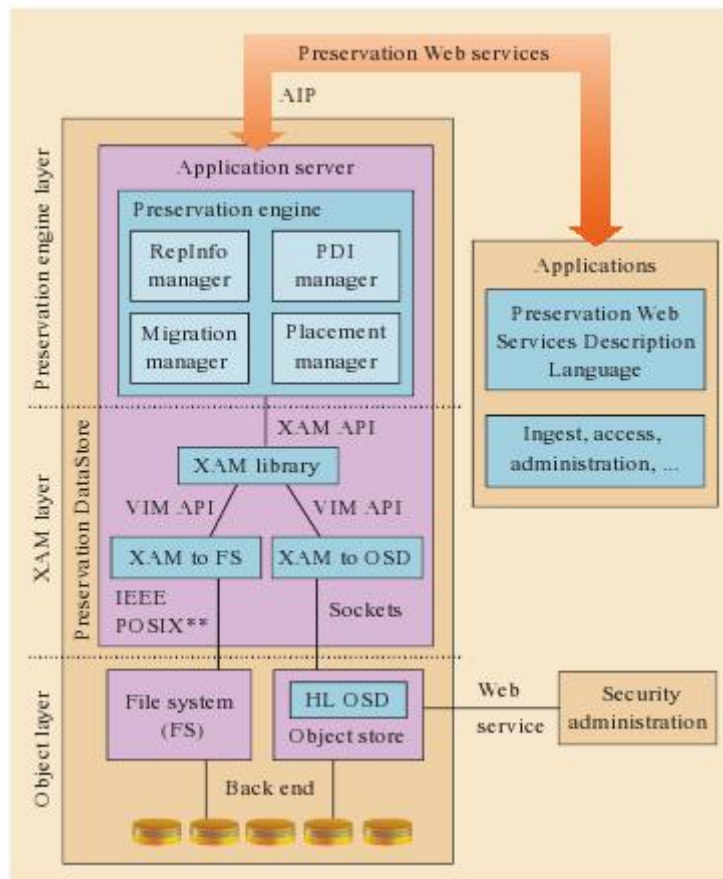 Preservation Web services
AIP
Preservation engine layer
Application server
Preservation engine
RepInfo
manager
PDI
manager
Migration
manager
Placement
manager
Applications
Preservation Web
Services Description
Language
Ingest, access,
administration, ...
XAM layer
Preservation DataStore
XAM API
XAM library
VIM API
VIM API
XAM to FS
XAM to OSD
IEEE
POSIX**
Sockets
Object layer
File system
(FS)
HL OSD
Object store
Web
service
Security
administration
Back end